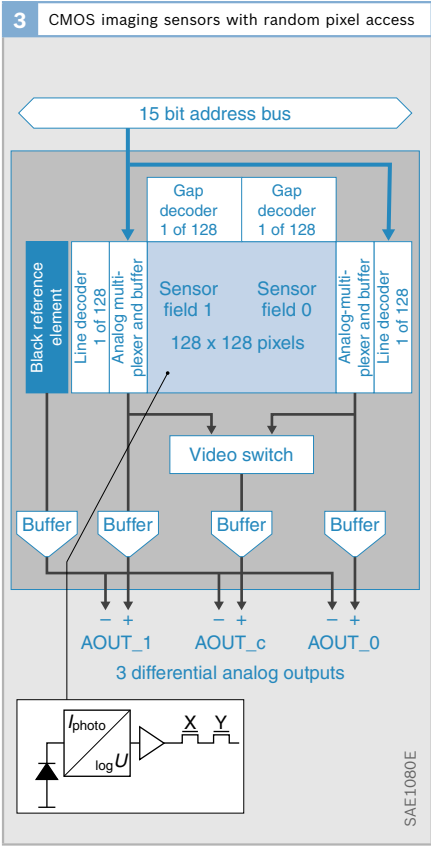 3 CMOS imaging sensors with random pixel access
15 bit address bus
Gap
decoder
1 of 128
Gap
decoder
1 of 128
Black reference
element
Line decoder
1 of 128
Analog multi-
plexer and buffer
Sensor
field 1
Sensor
field 0
128 x 128 pixels
Analog-multi-
plexer and buffer
Line decoder
1 of 128
Video switch
Buffer
Buffer
Buffer
Buffer
– +
– +
– +
AOUT_1
AOUT_c
AOUT_0
3 differential analog outputs
Iphoto
log U
X Y
SAE1080E